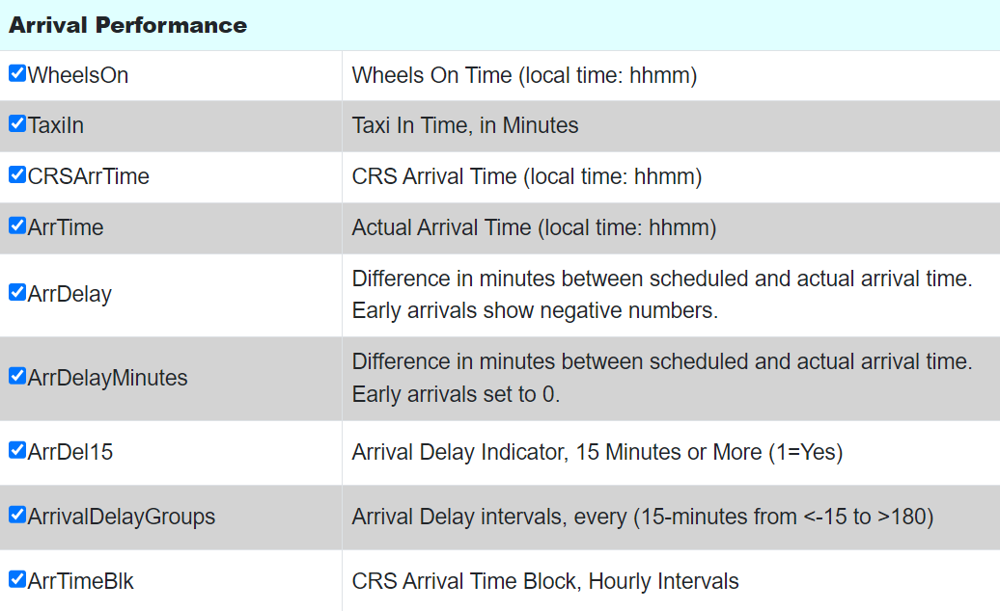 Arrival Performance
WheelsOn Wheels On Time (local time: hhmm)
TaxiIn Taxi In Time, in Minutes
CRSArrTime CRS Arrival Time (local time: hhmm)
ArrTime Actual Arrival Time (local time: hhmm)
ArrDelay Difference in minutes between scheduled and actual arrival time.
Early arrivals show negative numbers.
ArrDelayMinutes Difference in minutes between scheduled and actual arrival time.
Early arrivals set to 0.
ArrDel15 Arrival Delay Indicator, 15 Minutes or More (1=Yes)
ArrivalDelayGroups Arrival Delay intervals, every (15-minutes from <-15 to >180)
ArrTimeBlk CRS Arrival Time Block, Hourly Intervals